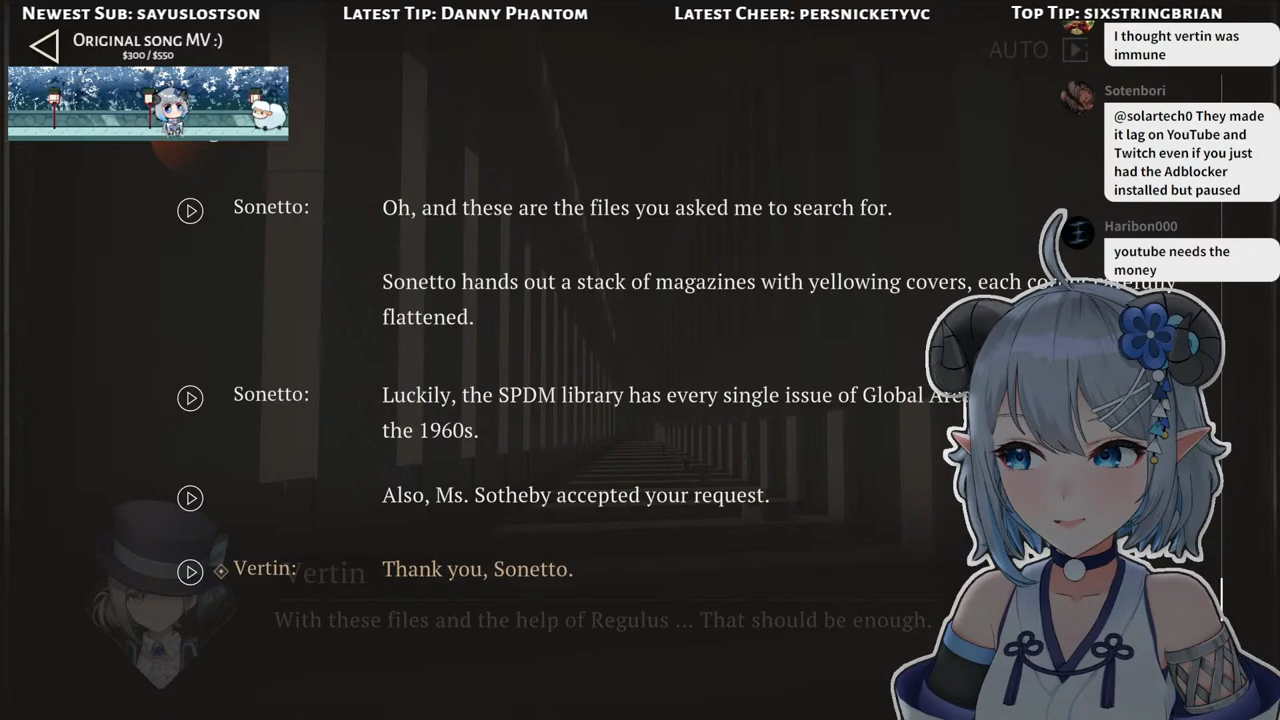 Newest Sub: sayuslostson
Latest Tip: Danny Phantom
Latest Cheer: persnicketyvc
Top Tip: sixstringbrian
Original song MV :)
$300 / $550
AUTO
I thought vertin was
immune
Sotenbori
@solartech0 They made
it lag on YouTube and
Twitch even if you just
had the Adblocker
installed but paused
Haribon000
youtube needs the
money
Sonetto:
Oh, and these are the files you asked me to search for.
Sonetto hands out a stack of magazines with yellowing covers, each
flattened.
Sonetto:
Luckily, the SPDM library has every single issue of Global
the 1960s.
Also, Ms. Sotheby accepted your request.
Vertin:
Thank you, Sonetto.
Vertin
With these files and the help of Regulus ... That should be enough.